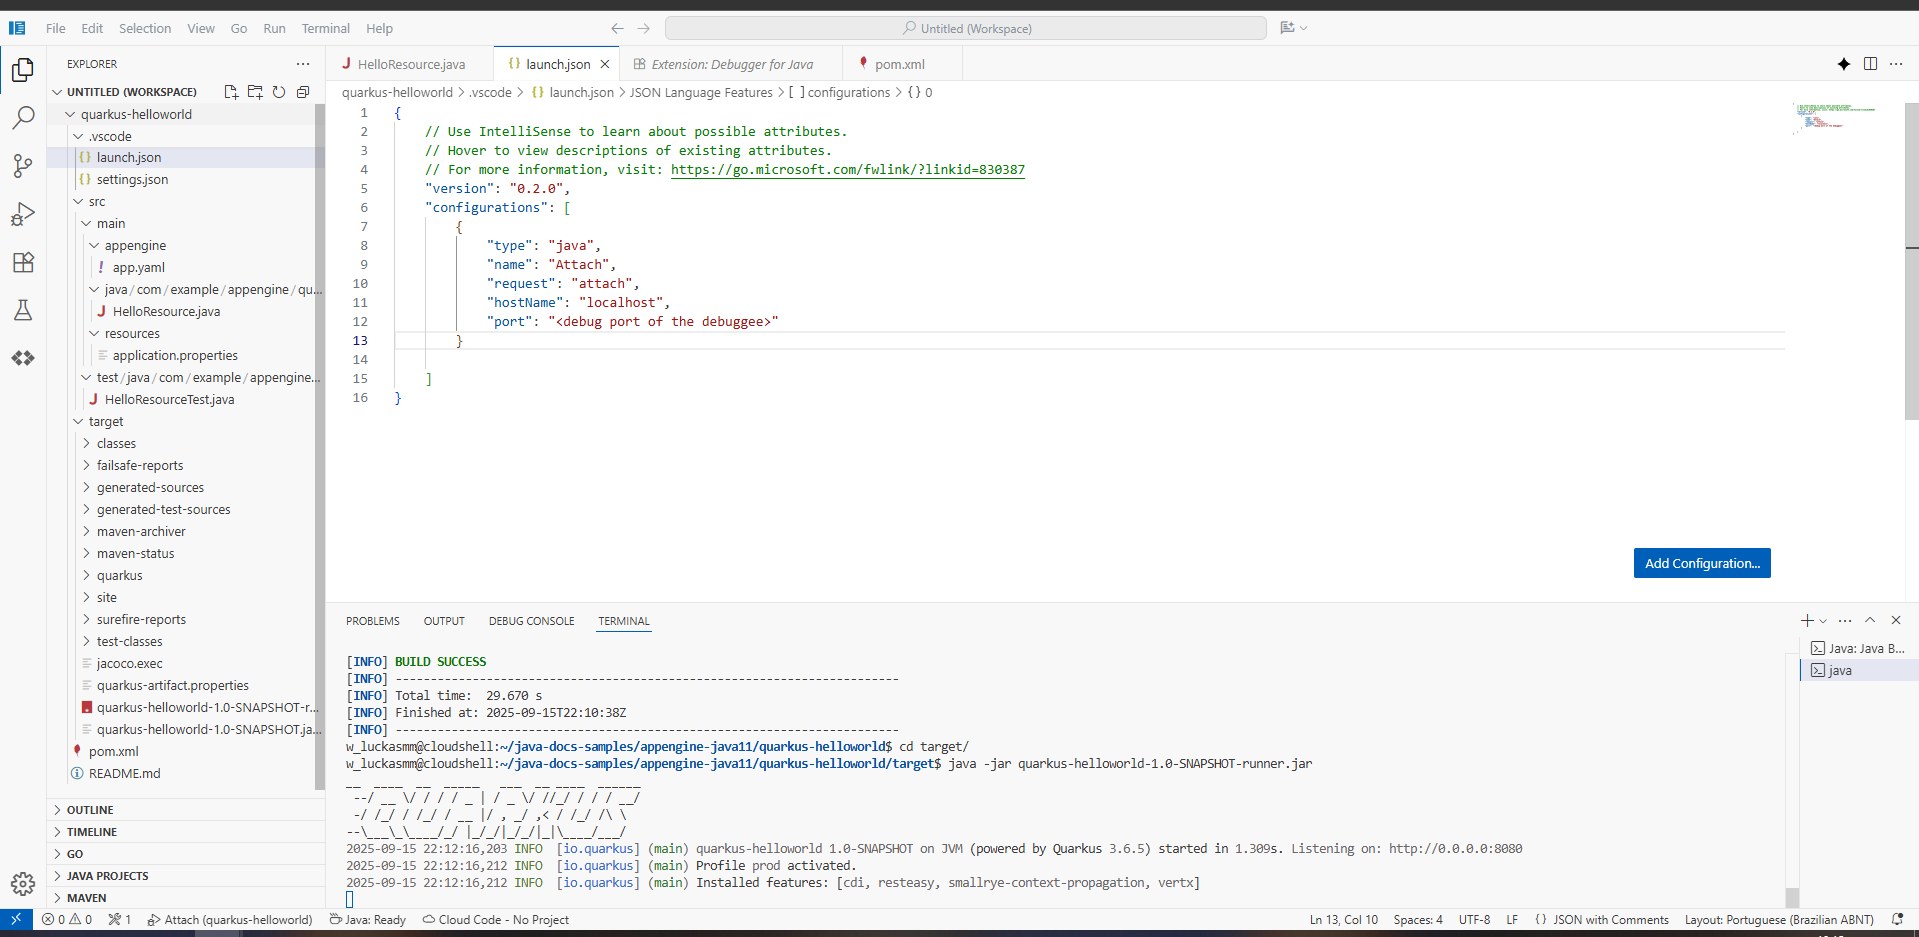 File Edit Selection View Go Run Terminal Help
Untitled (Workspace)
EXPLORER
UNTITLED (WORKSPACE)
quarkus-helloworld
.vscode
{} launch.json
{} settings.json
src
main
appengine
! app.yaml
java/com/example/appengine/qu...
J HelloResource.java
resources
application.properties
test/java/com/example/appengine...
J HelloResourceTest.java
target
classes
failsafe-reports
generated-sources
generated-test-sources
maven-archiver
maven-status
quarkus
site
surefire-reports
test-classes
jacoco.exec
quarkus-artifact.properties
quarkus-helloworld-1.0-SNAPSHOT-r...
quarkus-helloworld-1.0-SNAPSHOT.ja...
pom.xml
README.md
OUTLINE
TIMELINE
GO
JAVA PROJECTS
MAVEN
J HelloResource.java {} launch.json Extension: Debugger for Java pom.xml
quarkus-helloworld > .vscode > {} launch.json > JSON Language Features > [ ] configurations > {} 0
1 {
2 // Use IntelliSense to learn about possible attributes.
3 // Hover to view descriptions of existing attributes.
4 // For more information, visit: https://go.microsoft.com/fwlink/?linkid=830387
5 "version": "0.2.0",
6 "configurations": [
7 {
8 "type": "java",
9 "name": "Attach",
10 "request": "attach",
11 "hostName": "localhost",
12 "port": "<debug port of the debuggee>"
13 }
14
15 ]
16 }
Add Configuration...
PROBLEMS OUTPUT DEBUG CONSOLE TERMINAL
[INFO] BUILD SUCCESS
[INFO] ------------------------------------------------------------------------
[INFO] Total time:  29.670 s
[INFO] Finished at: 2025-09-15T22:10:38Z
[INFO] ------------------------------------------------------------------------
w_luckasmm@cloudshell:~/java-docs-samples/appengine-java11/quarkus-helloworld$ cd target/
w_luckasmm@cloudshell:~/java-docs-samples/appengine-java11/quarkus-helloworld/target$ java -jar quarkus-helloworld-1.0-SNAPSHOT-runner.jar
__  ____  __  _____   ___  __ ____  ______
 --/ __ \/ / / / _ | / _ \/ //_/ / / / __/
 -/ /_/ / /_/ / __ |/ , _/ ,< / /_/ /\ \
--\___\_\____/_/ |_/_/|_/_/|_|\____/___/
2025-09-15 22:12:16,203 INFO  [io.quarkus] (main) quarkus-helloworld 1.0-SNAPSHOT on JVM (powered by Quarkus 3.6.5) started in 1.309s. Listening on: http://0.0.0.0:8080
2025-09-15 22:12:16,212 INFO  [io.quarkus] (main) Profile prod activated.
2025-09-15 22:12:16,212 INFO  [io.quarkus] (main) Installed features: [cdi, resteasy, smallrye-context-propagation, vertx]
Java: Java B...
java
0 0 1 Attach (quarkus-helloworld) Java: Ready Cloud Code - No Project Ln 13, Col 10 Spaces: 4 UTF-8 LF {} JSON with Comments Layout: Portuguese (Brazilian ABNT)